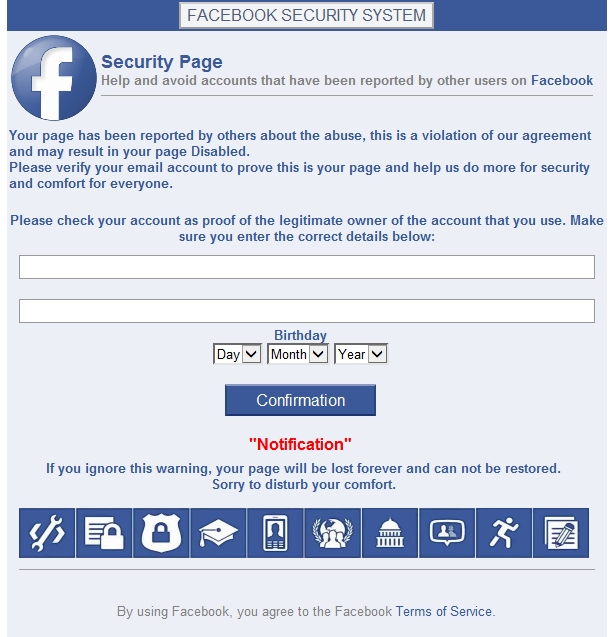 FACEBOOK SECURITY SYSTEM
Security Page
Help and avoid accounts that have been reported by other users on Facebook
Your page has been reported by others about the abuse, this is a violation of our agreement
and may result in your page Disabled.
Please verify your email account to prove this is your page and help us do more for security
and comfort for everyone.
Please check your account as proof of the legitimate owner of the account that you use. Make
sure you enter the correct details below:
Birthday
Day Month Year
Confirmation
"Notification"
If you ignore this warning, your page will be lost forever and can not be restored.
Sorry to disturb your comfort.
By using Facebook, you agree to the Facebook Terms of Service.